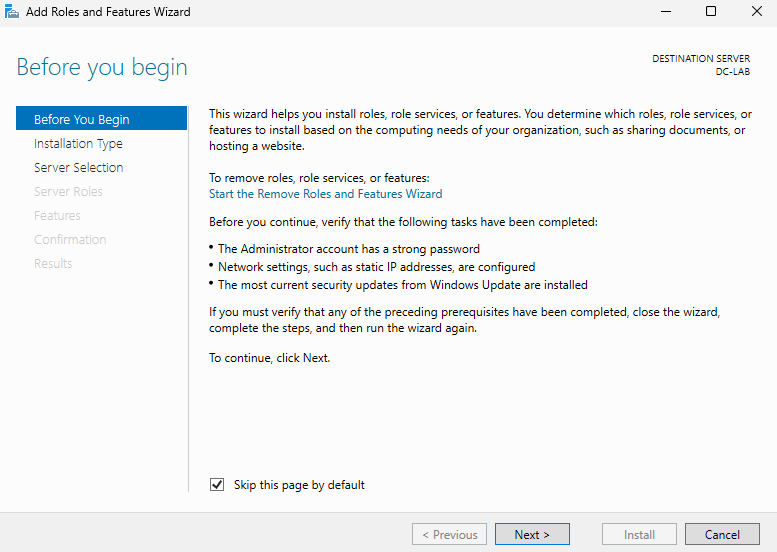 Add Roles and Features Wizard
Before you begin
DESTINATION SERVER
DC-LAB
Before You Begin
Installation Type
Server Selection
Server Roles
Features
Confirmation
Results
This wizard helps you install roles, role services, or features. You determine which roles, role services, or
features to install based on the computing needs of your organization, such as sharing documents, or
hosting a website.
To remove roles, role services, or features:
Start the Remove Roles and Features Wizard
Before you continue, verify that the following tasks have been completed:
• The Administrator account has a strong password
• Network settings, such as static IP addresses, are configured
• The most current security updates from Windows Update are installed
If you must verify that any of the preceding prerequisites have been completed, close the wizard,
complete the steps, and then run the wizard again.
To continue, click Next.
Skip this page by default
< Previous
Next >
Install
Cancel